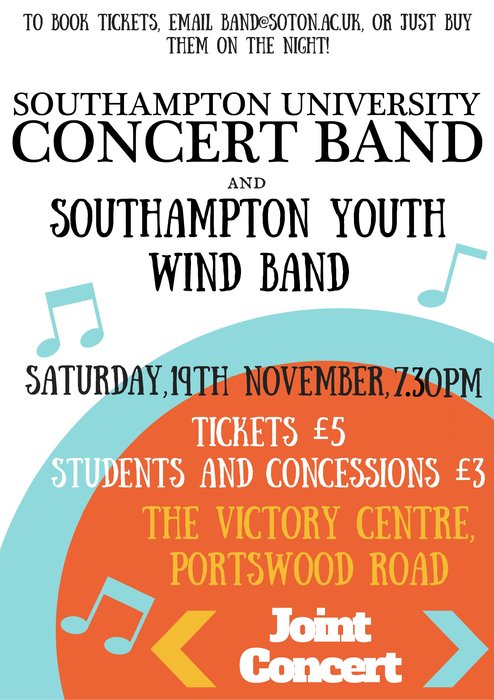 TO BOOK TICKETS, EMAIL BAND@SOTON.AC.UK, OR JUST BUY
THEM ON THE NIGHT!
SOUTHAMPTON UNIVERSITY
CONCERT BAND
AND
SOUTHAMPTON YOUTH
WIND BAND
SATURDAY,19TH NOVEMBER,7.30PM
TICKETS £5
STUDENTS AND CONCESSIONS £3
THE VICTORY CENTRE,
PORTSWOOD ROAD
Joint
Concert